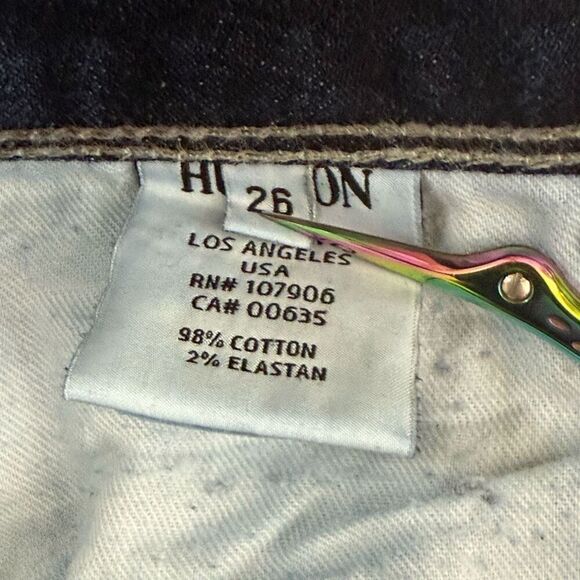 26
LOS ANGELES
USA
RN# 107906
CA# 00635
98% COTTON
2% ELASTAN